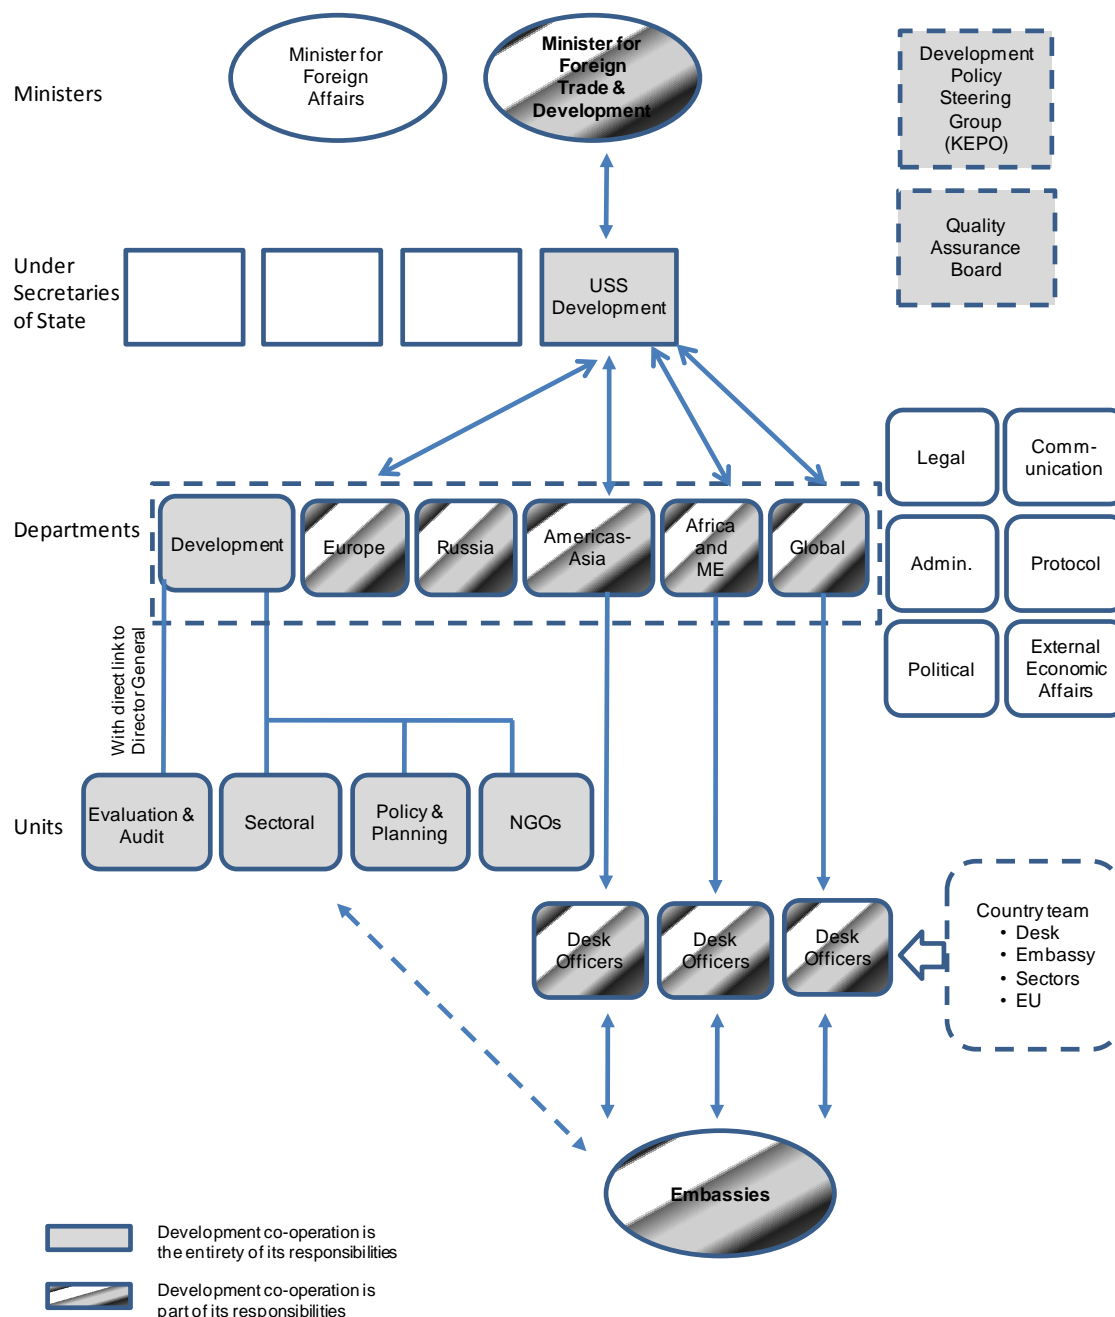 Ministers
Minister for
Foreign
Affairs
Minister for
Foreign
Trade &
Development
Development
Policy
Steering
Group
(KEPO)
Quality
Assurance
Board
Under
Secretaries
of State
USS
Development
Legal
Comm-
unication
Departments
Development
Europe
Russia
Americas-
Asia
Africa
and
ME
Global
Admin.
Protocol
Political
External
Economic
Affairs
With direct link to
Director General
Units
Evaluation &
Audit
Sectoral
Policy &
Planning
NGOs
Desk
Officers
Desk
Officers
Desk
Officers
Country team
• Desk
• Embassy
• Sectors
• EU
Embassies
Development co-operation is
the entirety of its responsibilities
Development co-operation is
part of its responsibilities